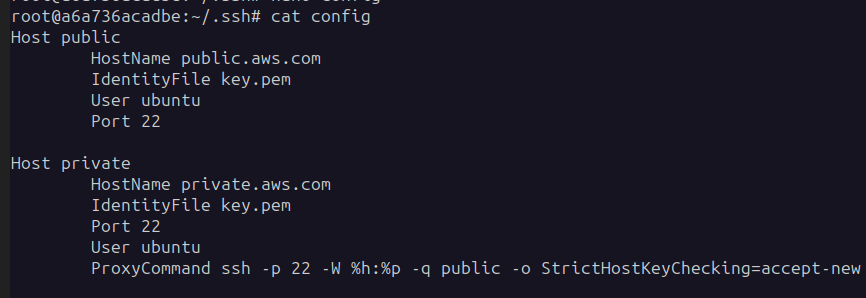 root@a6a736acadbe:~/.ssh# cat config
Host public
        HostName public.aws.com
        IdentityFile key.pem
        User ubuntu
        Port 22

Host private
        HostName private.aws.com
        IdentityFile key.pem
        Port 22
        User ubuntu
        ProxyCommand ssh -p 22 -W %h:%p -q public -o StrictHostKeyChecking=accept-new